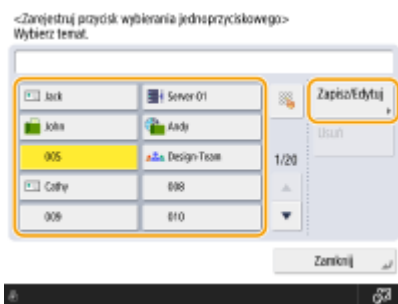 <Zarejestruj przycisk wybierania jednoprzyciskowego>
Wybierz temat.
Jack
Server 01
Zapisz/Edytuj
John
Andy
Usuń
005
Design Team
1/20
Cathy
008
009
010
Zamknij